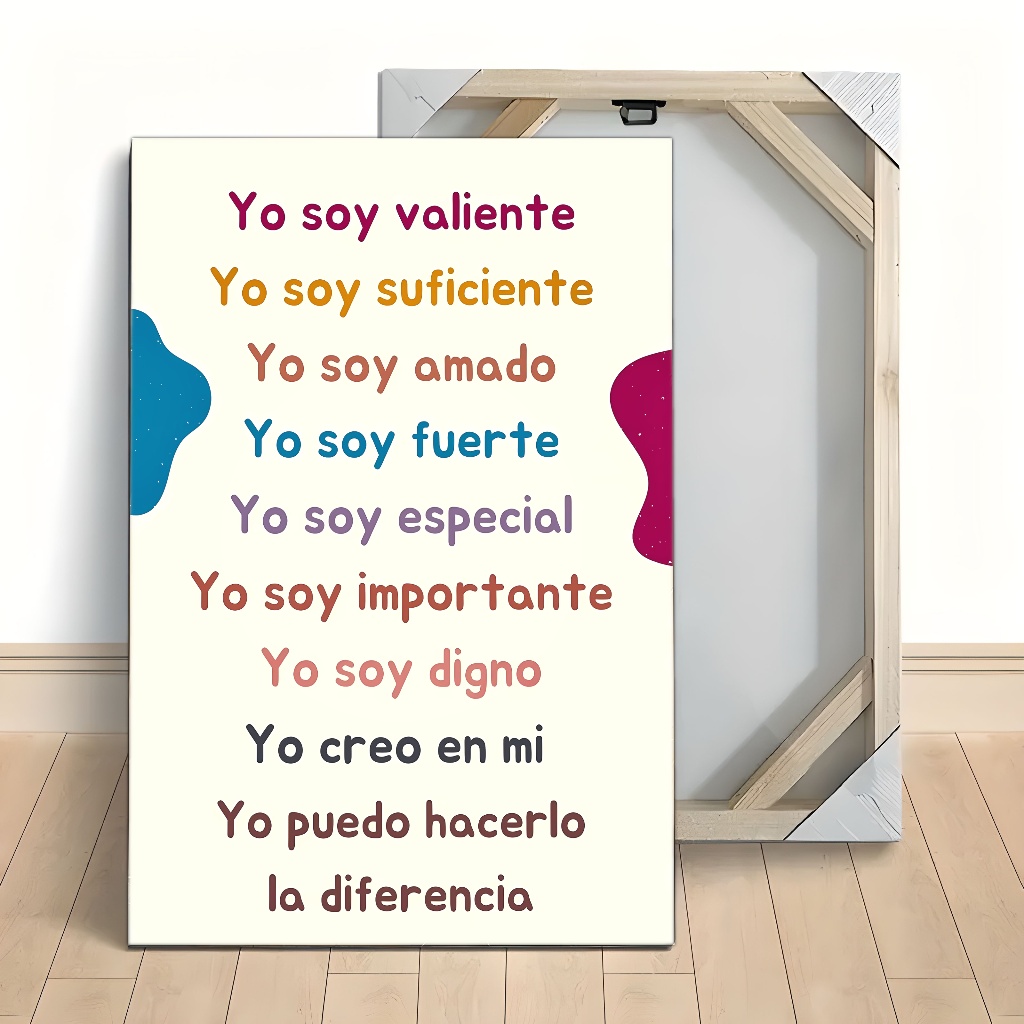 Yo soy valiente
Yo soy suficiente
Yo soy amado
Yo soy fuerte
Yo soy especial
Yo soy importante
Yo soy digno
Yo creo en mi
Yo puedo hacerlo
la diferencia